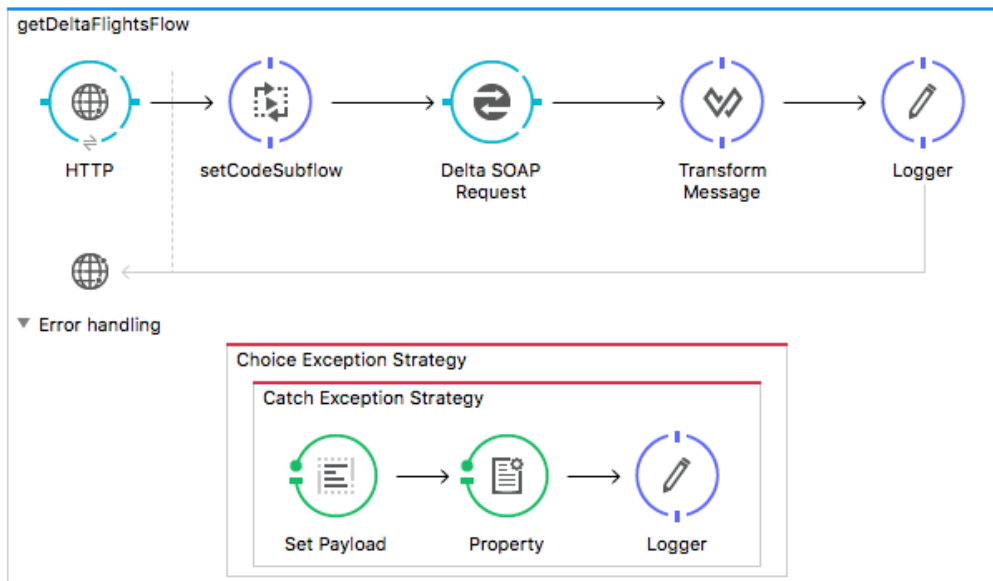 getDeltaFlightsFlow
HTTP
setCodeSubflow
Delta SOAP
Request
Transform
Message
Logger
Error handling
Choice Exception Strategy
Catch Exception Strategy
Set Payload
Property
Logger